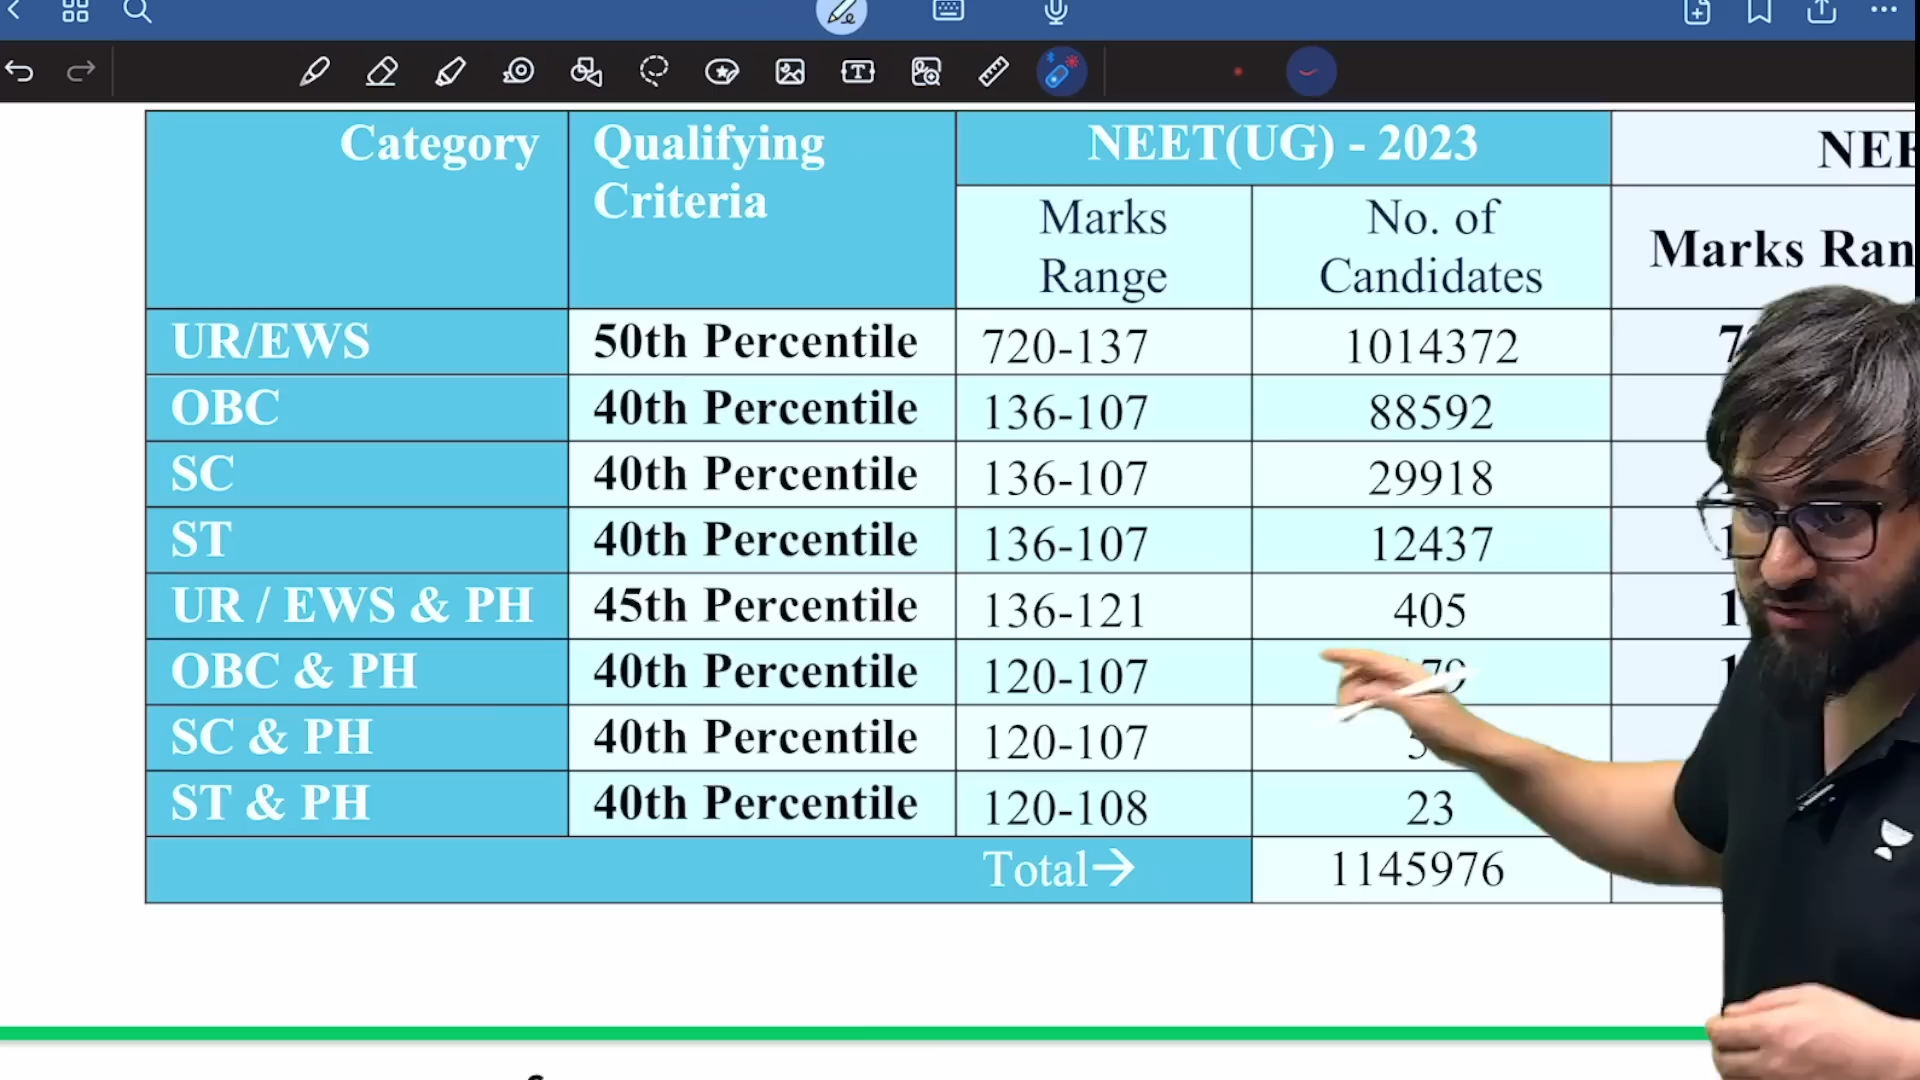 Category
Qualifying
Criteria
NEET(UG) - 2023
Marks
Range
No. of
Candidates
Marks
UR/EWS 50th Percentile 720-137 1014372
OBC 40th Percentile 136-107 88592
SC 40th Percentile 136-107 29918
ST 40th Percentile 136-107 12437
UR / EWS & PH 45th Percentile 136-121 405
OBC & PH 40th Percentile 120-107
SC & PH 40th Percentile 120-107
ST & PH 40th Percentile 120-108 23
Total→ 1145976